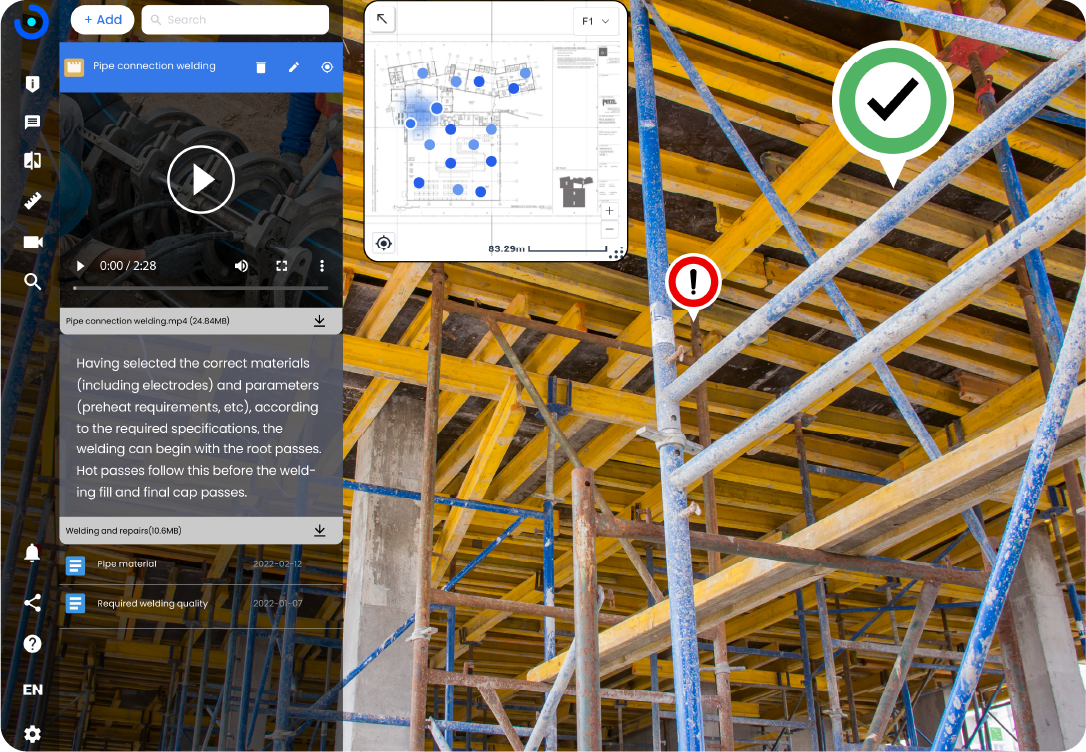 + Add
Search
Pipe connection welding
0:00 / 2:28
Pipe connection welding.mp4 (24.84MB)
Having selected the correct materials
(including electrodes) and parameters
(preheat requirements, etc), according
to the required specifications, the
welding can begin with the root passes.
Hot passes follow this before the weld-
ing fill and final cap passes.
Welding and repairs(10.6MB)
Pipe material 2022-02-12
Required welding quality 2022-01-07
EN
F1
83.29m